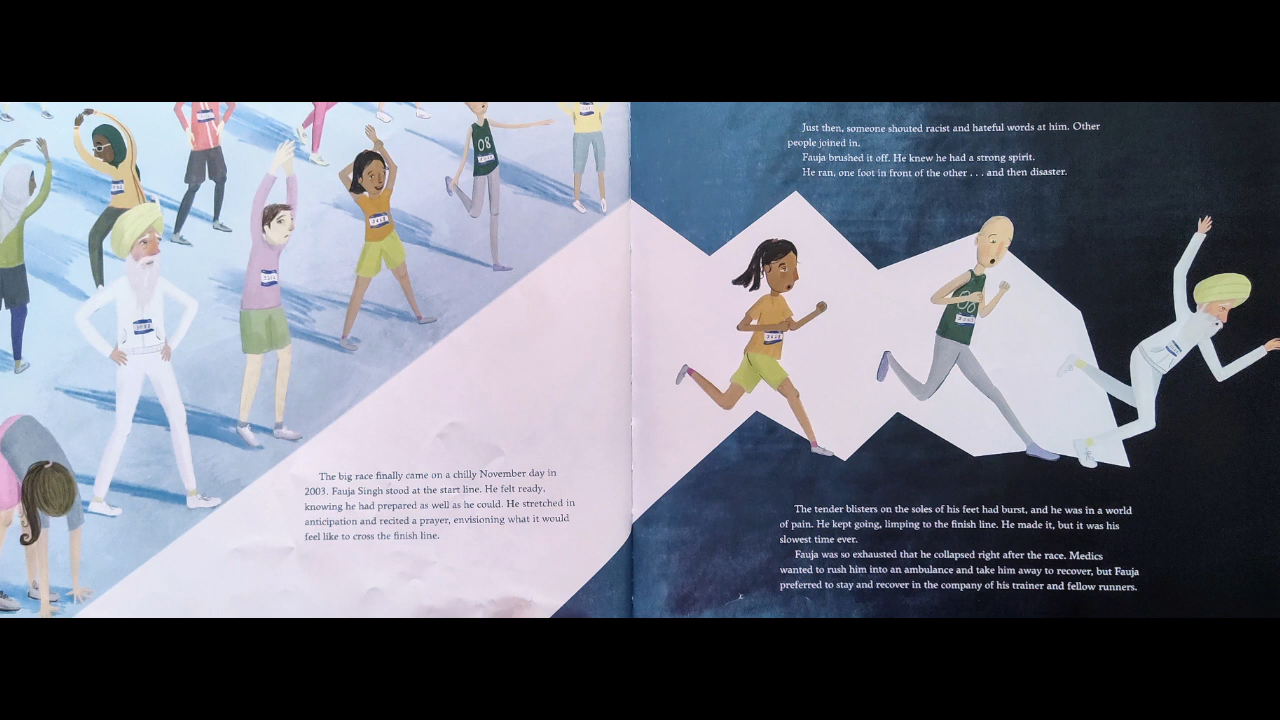 The big race finally came on a chilly November day in
2003. Fauja Singh stood at the start line. He felt ready,
knowing he had prepared as well as he could. He stretched in
anticipation and recited a prayer, envisioning what it would
feel like to cross the finish line.
08
Just then, someone shouted racist and hateful words at him. Other
people joined in.
Fauja brushed it off. He knew he had a strong spirit.
He ran, one foot in front of the other . . . and then disaster.
The tender blisters on the soles of his feet had burst, and he was in a world
of pain. He kept going, limping to the finish line. He made it, but it was his
slowest time ever.
Fauja was so exhausted that he collapsed right after the race. Medics
wanted to rush him into an ambulance and take him away to recover, but Fauja
preferred to stay and recover in the company of his trainer and fellow runners.